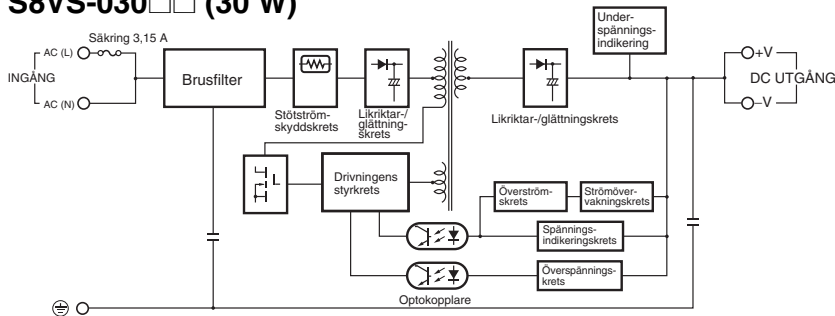 S8VS-030□□ (30 W)
Under-
spännings-
indikering
Säkring 3,15 A
AC (L)
INGÅNG
AC (N)
Brusfilter
Stötström-
skyddskrets
Likriktar-/
glättning-
skrets
Likriktar-/glättningskrets
+V
DC UTGÅNG
–V
Drivningens
styrkrets
Överström-
skrets
Strömöver-
vakningskrets
Spännings-
indikeringskrets
Överspännings-
krets
Optokopplare